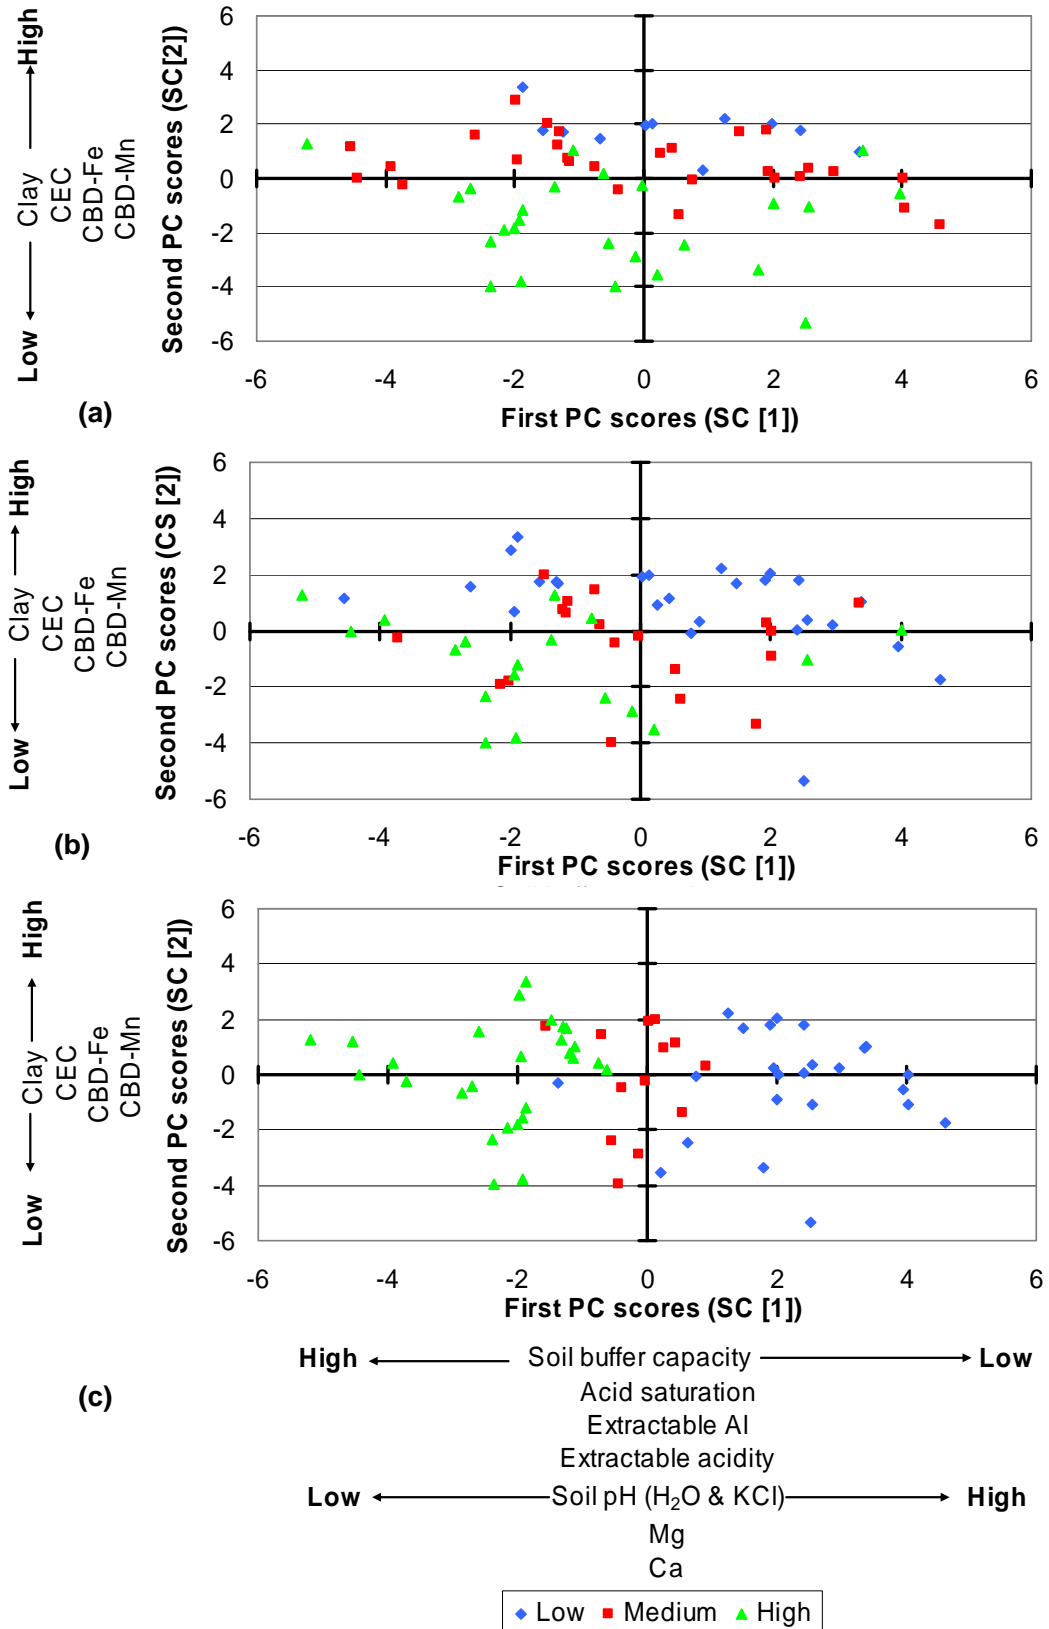 High
Clay
CEC
CBD-Fe
CBD-Mn
Low
Second PC scores (SC[2])
6
4
2
0
-2
-4
-6
-6 -4 -2 0 2 4 6
First PC scores (SC [1])
(a)
High
Clay
CEC
CBD-Fe
CBD-Mn
Low
Second PC scores (CS [2])
6
4
2
0
-2
-4
-6
-6 -4 -2 0 2 4 6
First PC scores (SC [1])
(b)
High
Clay
CEC
CBD-Fe
CBD-Mn
Low
Second PC scores (SC [2])
6
4
2
0
-2
-4
-6
-6 -4 -2 0 2 4 6
First PC scores (SC [1])
High Soil buffer capacity Low
(c)
Acid saturation
Extractable Al
Extractable acidity
Low Soil pH (H₂O & KCl) High
Mg
Ca
Low Medium High